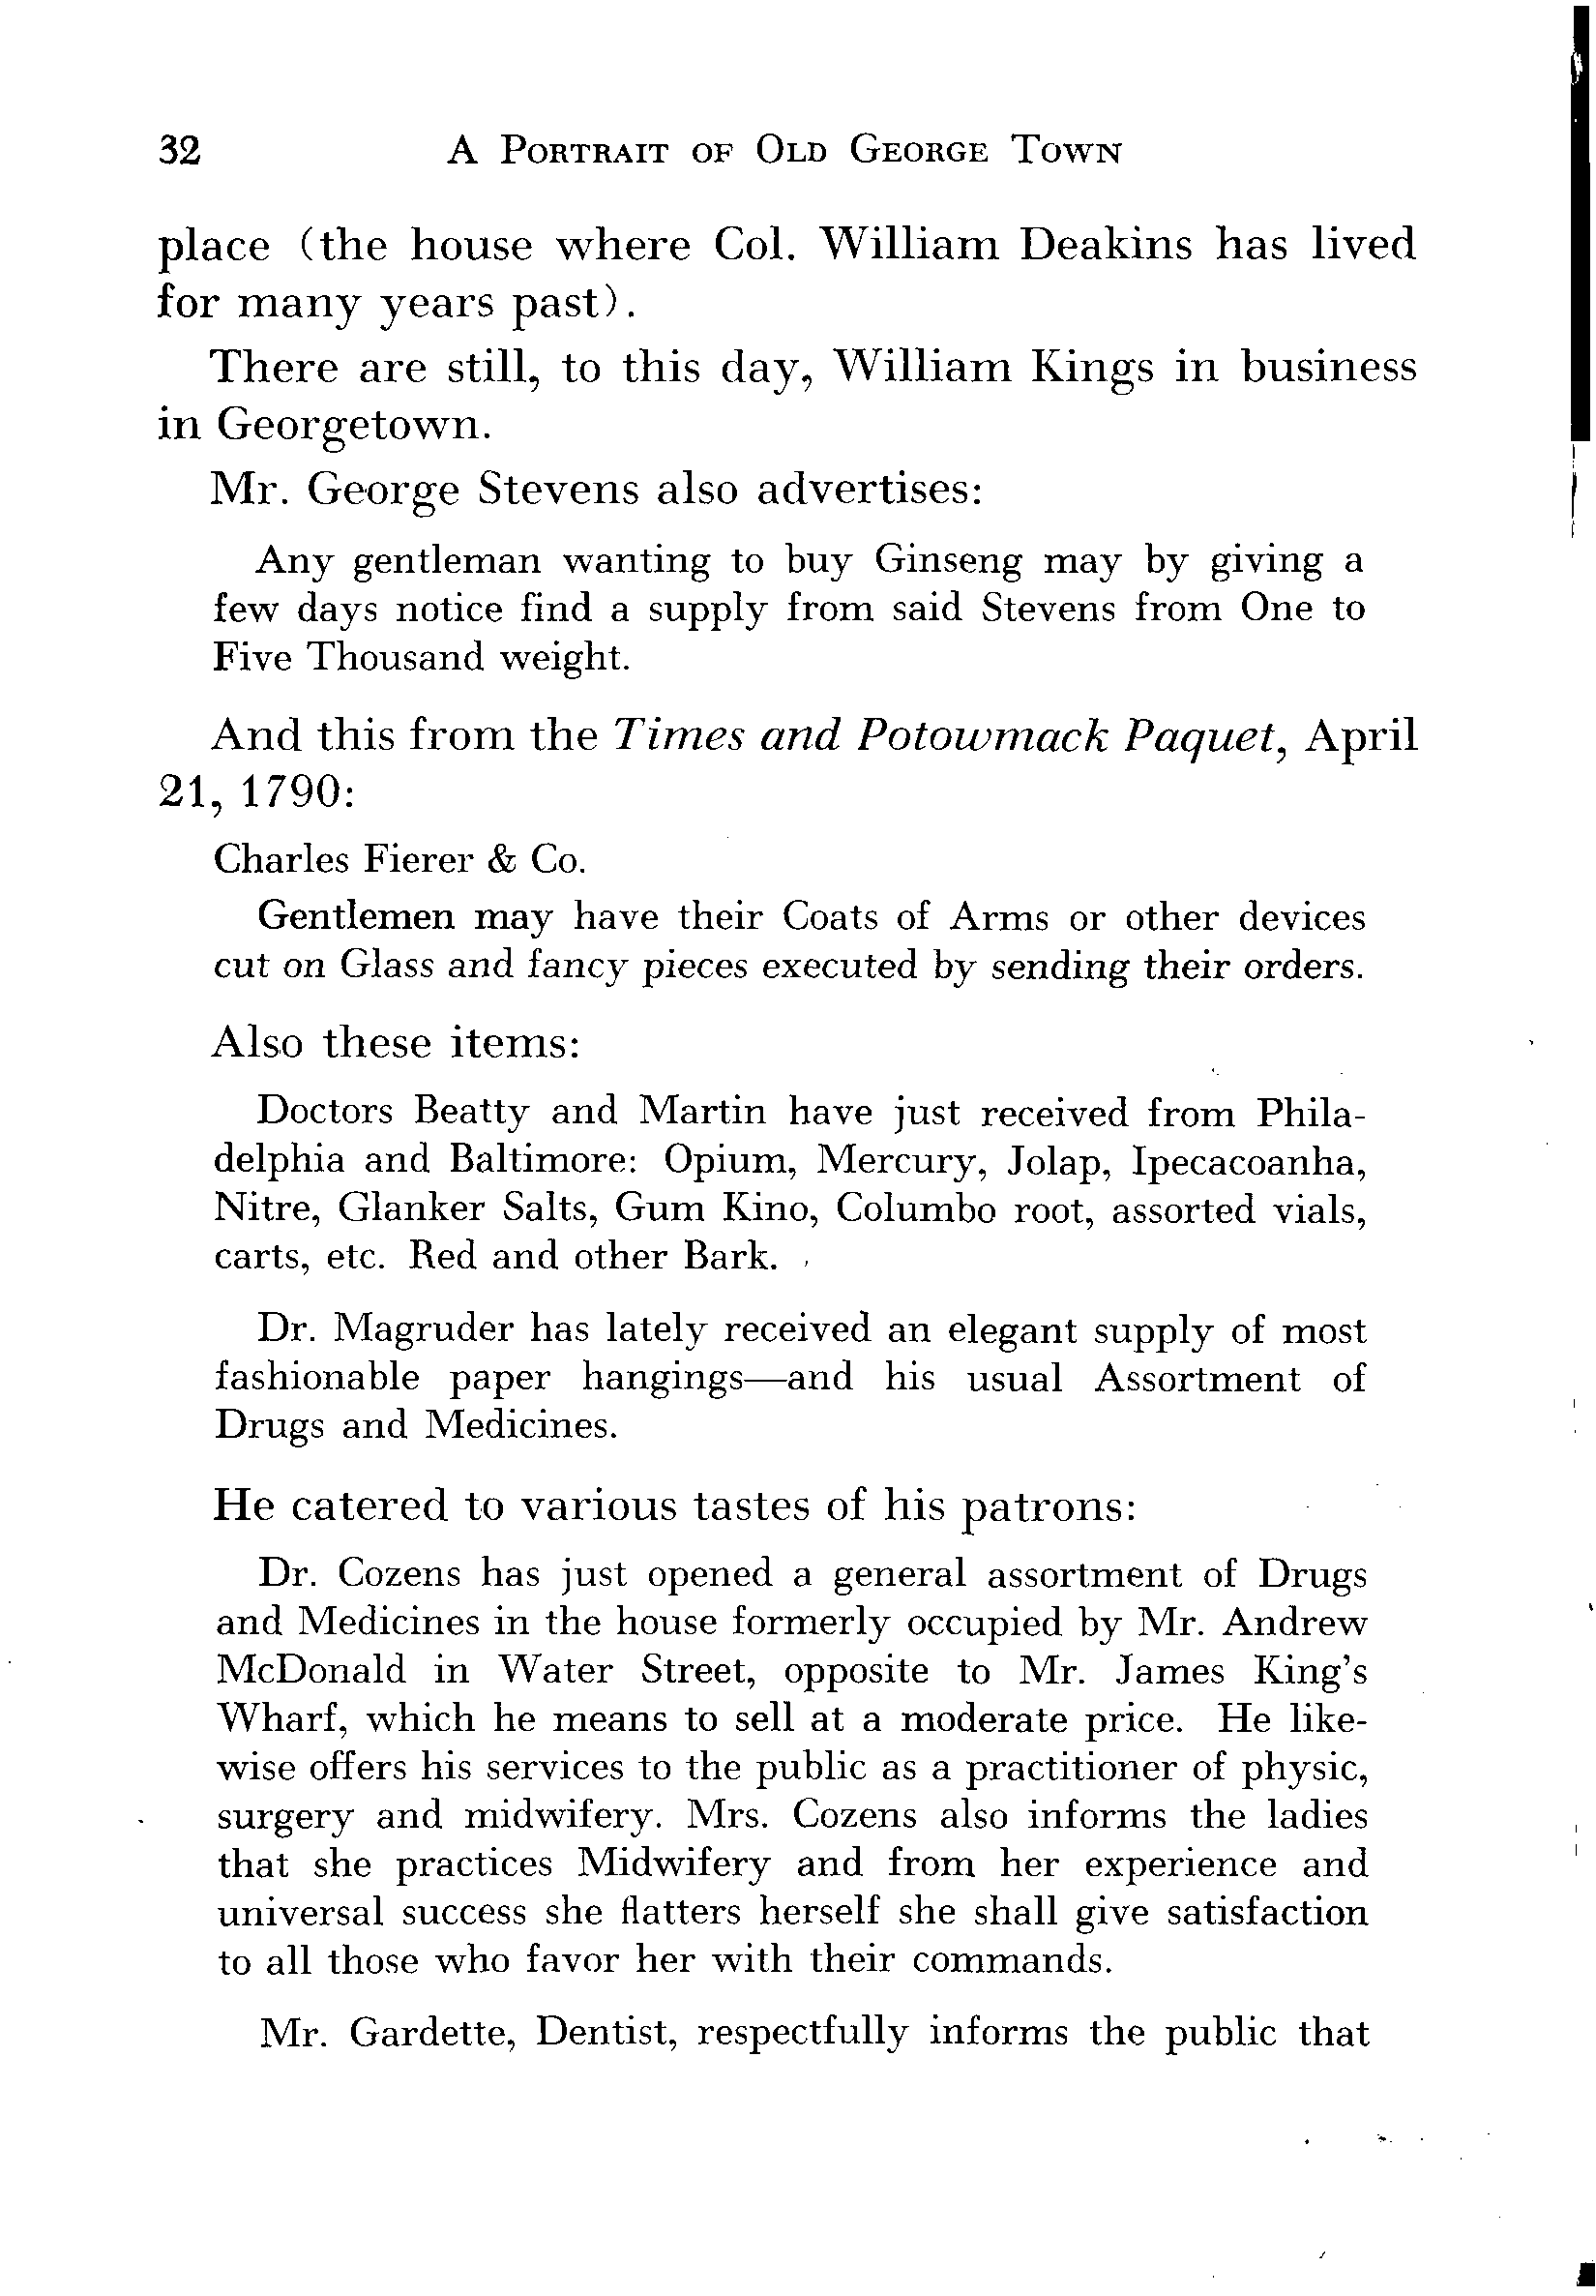 32 A Portrait of Old George Town
place (the house where Col. William Deakins has lived
for many years past).
There are still, to this day, William Kings in business
in Georgetown.
Mr. George Stevens also advertises:
Any gentleman wanting to buy Ginseng may by giving a
few days notice find a supply from said Stevens from One to
Five Thousand weight.
And this from the Times and Potowmack Paquet, April
21, 1790:
Charles Fierer & Co.
Gentlemen may have their Coats of Arms or other devices
cut on Glass and fancy pieces executed by sending their orders.
Also these items:
Doctors Beatty and Martin have just received from Phila-
delphia and Baltimore: Opium, Mercury, Jolap, Ipecacoanha,
Nitre, Glanker Salts, Gum Kino, Columbo root, assorted vials,
carts, etc. Red and other Bark.
Dr. Magruder has lately received an elegant supply of most
fashionable paper hangings—and his usual Assortment of
Drugs and Medicines.
He catered to various tastes of his patrons:
Dr. Cozens has just opened a general assortment of Drugs
and Medicines in the house formerly occupied by Mr. Andrew
McDonald in Water Street, opposite to Mr. James King's
Wharf, which he means to sell at a moderate price. He like-
wise offers his services to the public as a practitioner of physic,
surgery and midwifery. Mrs. Cozens also informs the ladies
that she practices Midwifery and from her experience and
universal success she flatters herself she shall give satisfaction
to all those who favor her with their commands.
Mr. Gardette, Dentist, respectfully informs the public that